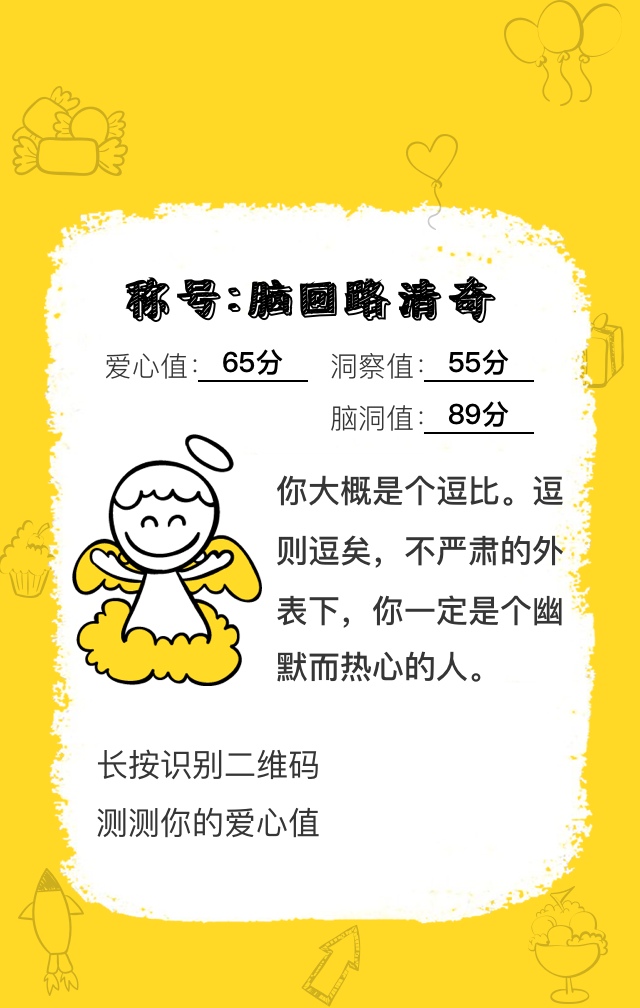 称号:脑回路清奇
爱心值: 65分 洞察值: 55分
脑洞值: 89分
你大概是个逗比。逗
则逗矣，不严肃的外
表下，你一定是个幽
默而热心的人。
长按识别二维码
测测你的爱心值